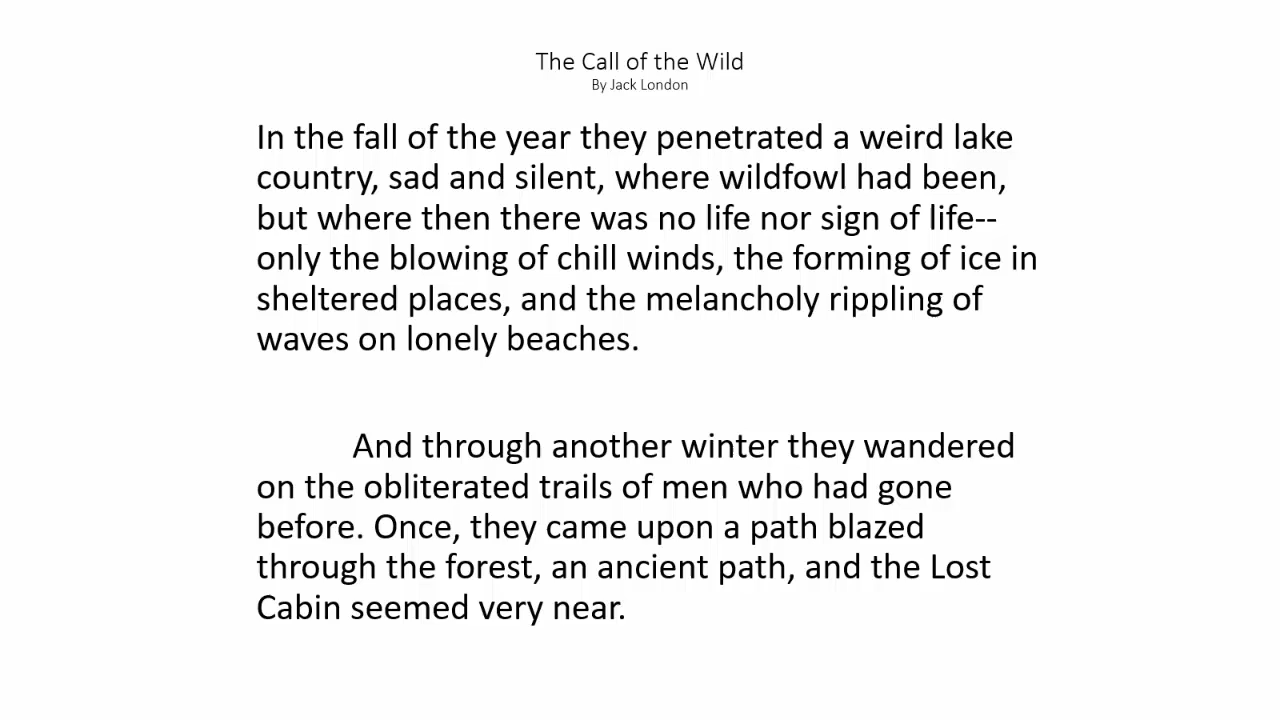 The Call of the Wild
By Jack London
In the fall of the year they penetrated a weird lake
country, sad and silent, where wildfowl had been,
but where then there was no life nor sign of life--
only the blowing of chill winds, the forming of ice in
sheltered places, and the melancholy rippling of
waves on lonely beaches.
And through another winter they wandered
on the obliterated trails of men who had gone
before. Once, they came upon a path blazed
through the forest, an ancient path, and the Lost
Cabin seemed very near.